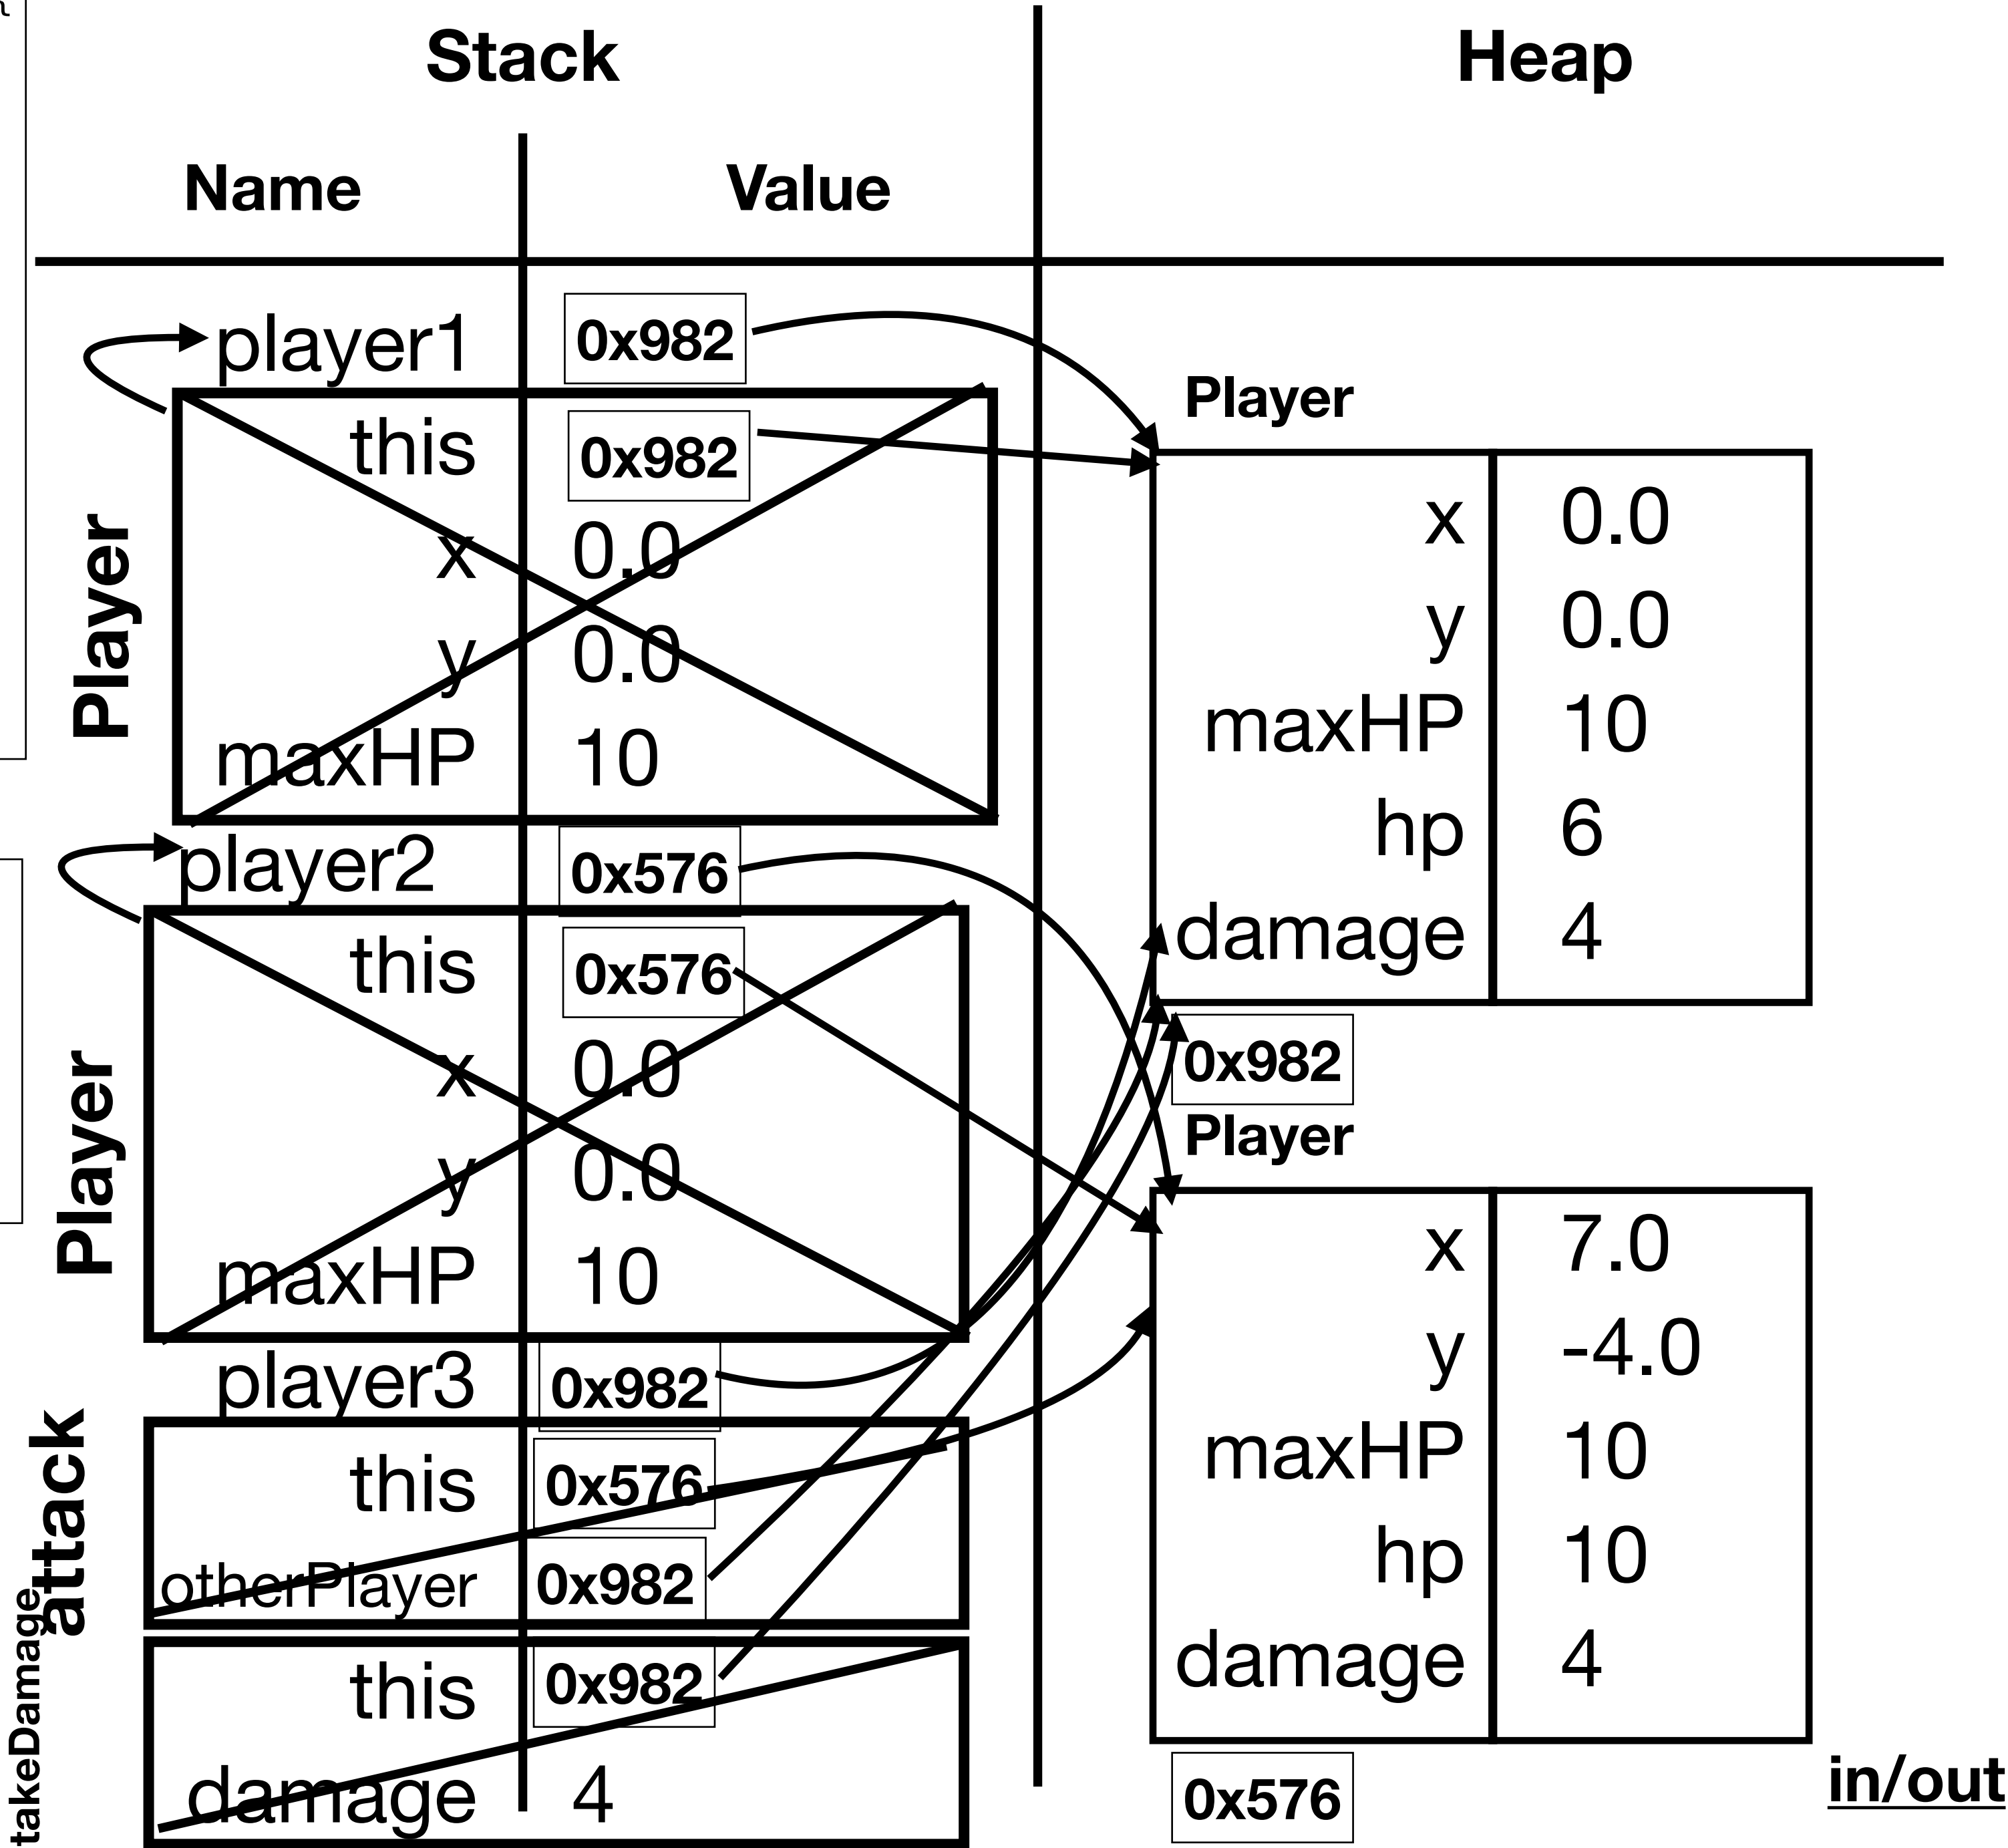 Stack
Heap
Name
Value
player1 0x982
Player
this 0x982
x 0.0
y 0.0
maxHP 10
player2 0x576
Player
this 0x576
x 0.0
y 0.0
maxHP 10
player3 0x982
attack
this 0x576
otherPlayer 0x982
takeDamage
this 0x982
damage 4
Player
x 0.0
y 0.0
maxHP 10
hp 6
damage 4
0x982
Player
x 7.0
y -4.0
maxHP 10
hp 10
damage 4
0x576
in/out